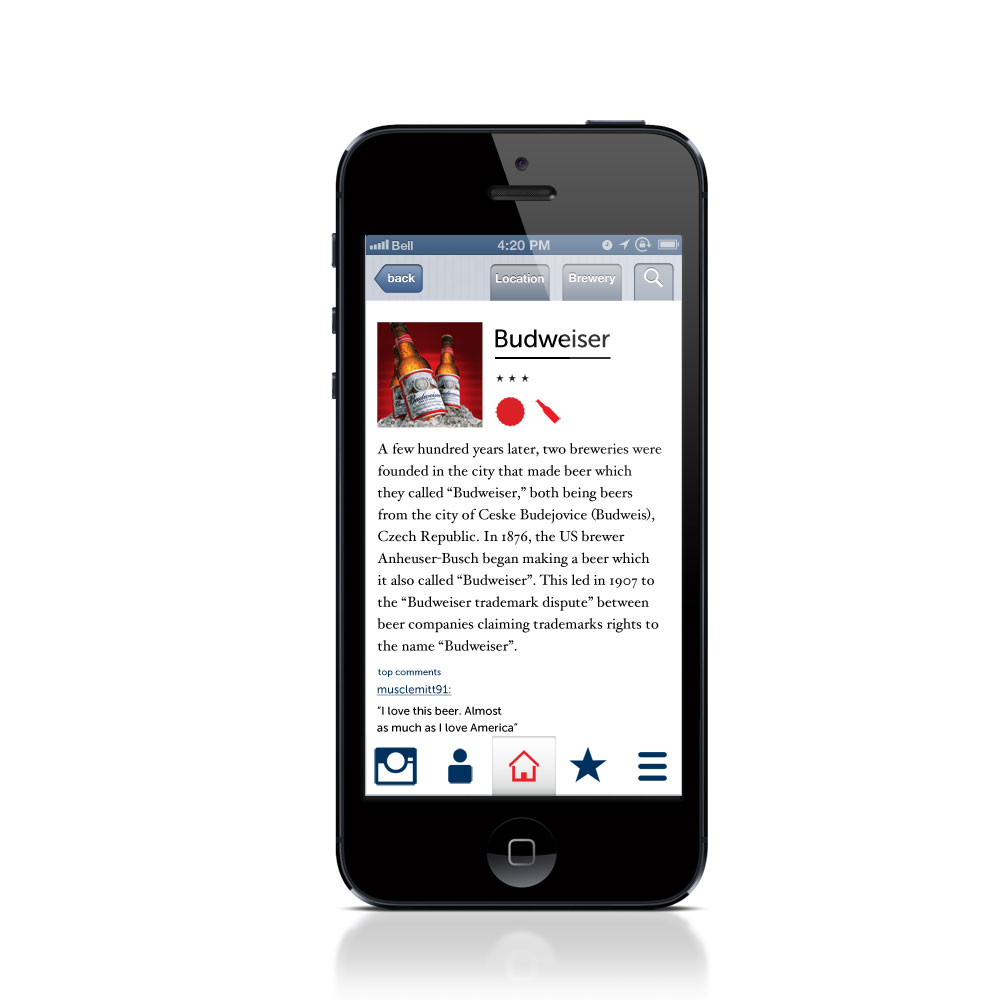 Bell 4:20 PM
back Location Brewery
Budweiser
Budweiser
A few hundred years later, two breweries were
founded in the city that made beer which
they called “Budweiser,” both being beers
from the city of Ceske Budejovice (Budweis),
Czech Republic. In 1876, the US brewer
Anheuser-Busch began making a beer which
it also called “Budweiser”. This led in 1907 to
the “Budweiser trademark dispute” between
beer companies claiming trademarks rights to
the name “Budweiser”.
top comments
musclemitt91:
“I love this beer. Almost
as much as I love America”